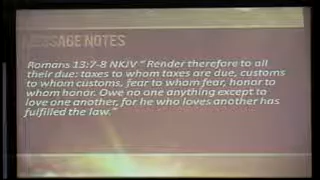 MESSAGE NOTES
Romans 13:7-8 NKJV “ Render therefore to all
their due: taxes to whom taxes are due, customs
to whom customs, fear to whom fear, honor to
whom honor. Owe no one anything except to
love one another, for he who loves another has
fulfilled the law.”